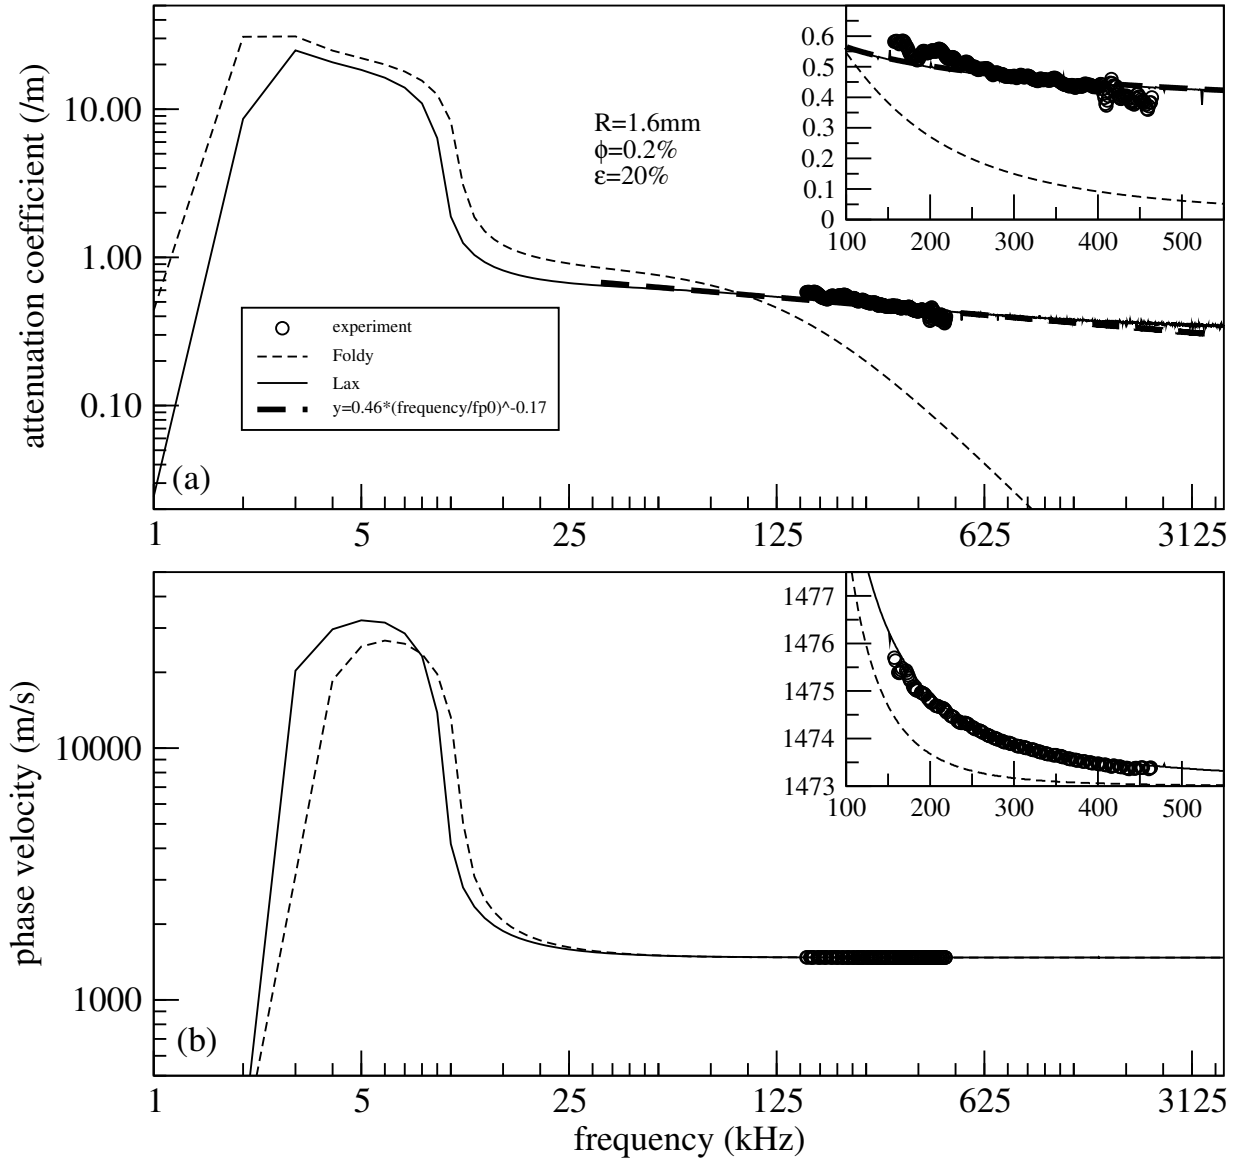 attenuation coefficient (/m)
10.00
1.00
0.10
R=1.6mm
ϕ=0.2%
ε=20%
0.6
0.5
0.4
0.3
0.2
0.1
0
100 200 300 400 500
experiment
Foldy
Lax
y=0.46*(frequency/fp0)^-0.17
(a)
1 5 25 125 625 3125
phase velocity (m/s)
10000
1000
1477
1476
1475
1474
1473
100 200 300 400 500
(b)
1 5 25 125 625 3125
frequency (kHz)